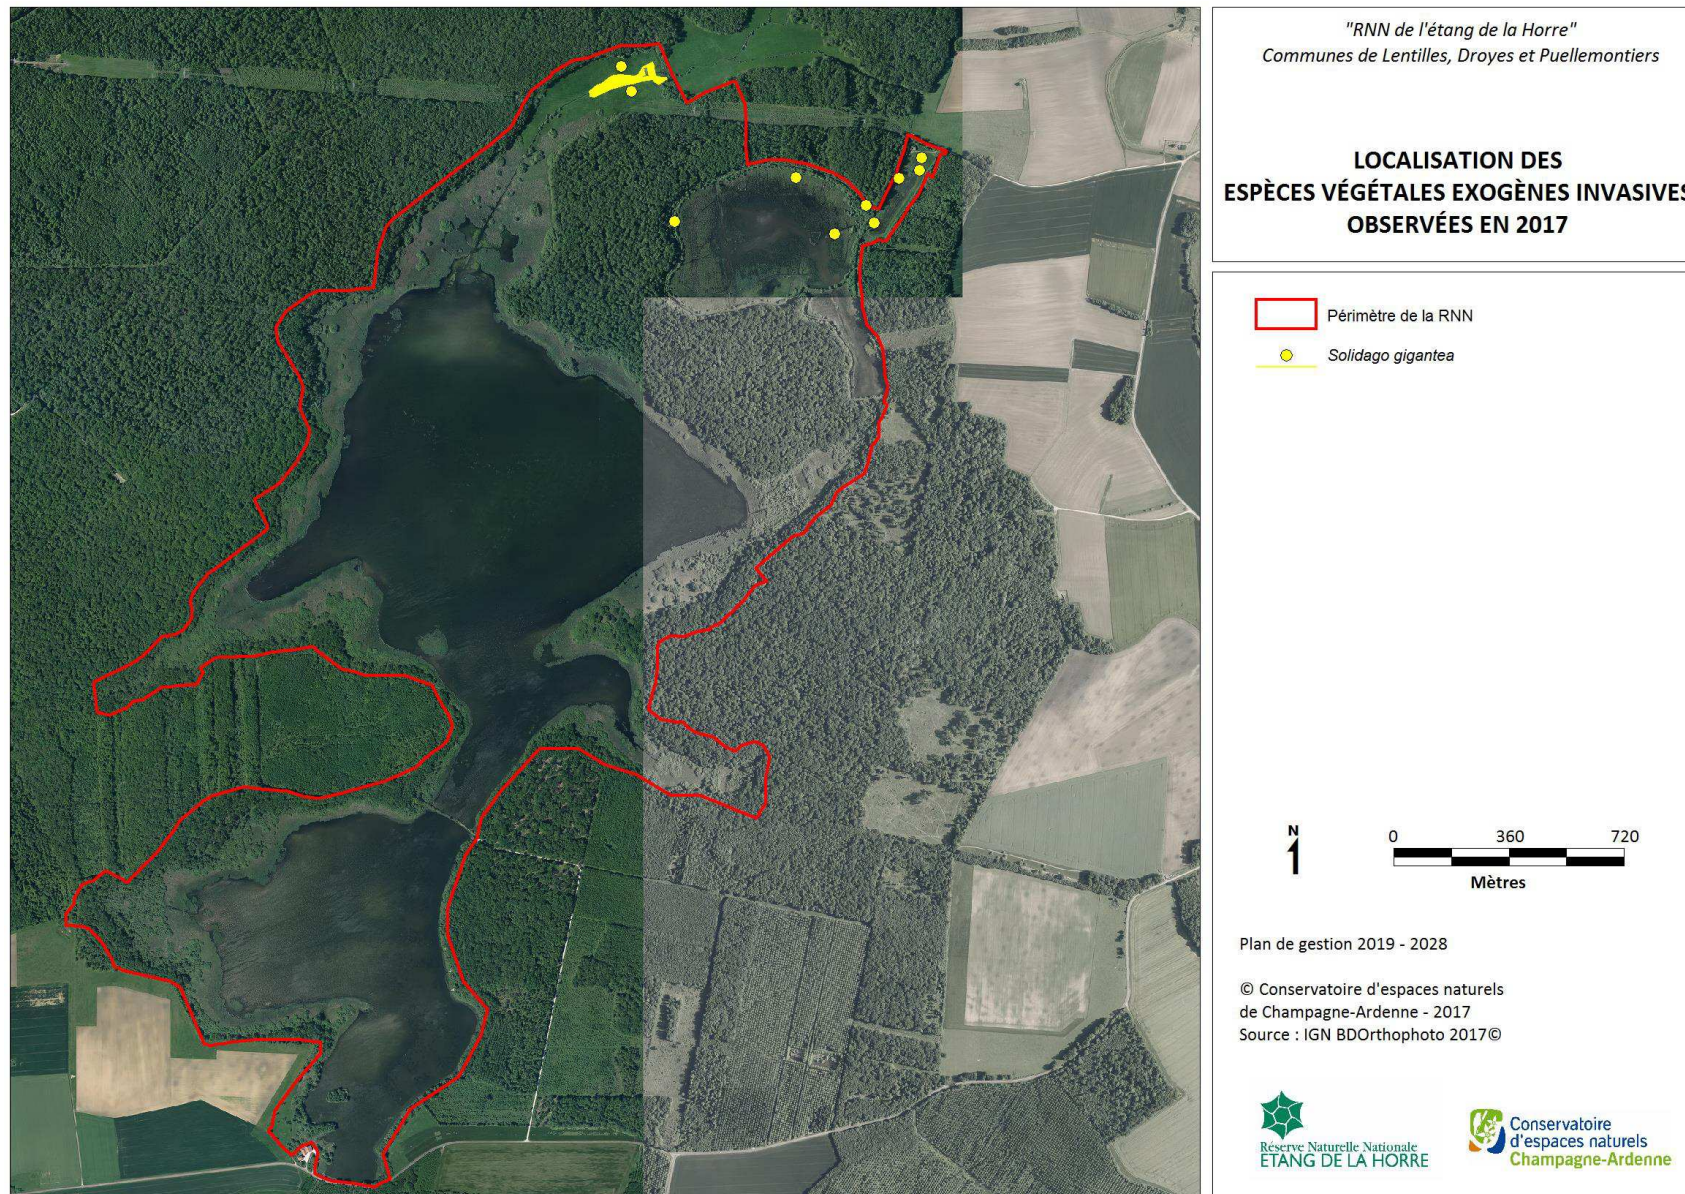 "RNN de l'étang de la Horre"
Communes de Lentilles, Droyes et Puellemontiers
LOCALISATION DES
ESPÈCES VÉGÉTALES EXOGÈNES INVASIVES
OBSERVÉES EN 2017
Périmètre de la RNN
Solidago gigantea
N
0 360 720
Mètres
Plan de gestion 2019 - 2028
© Conservatoire d'espaces naturels
de Champagne-Ardenne - 2017
Source : IGN BDOrthophoto 2017©
Réserve Naturelle Nationale
ETANG DE LA HORRE
Conservatoire
d'espaces naturels
Champagne-Ardenne